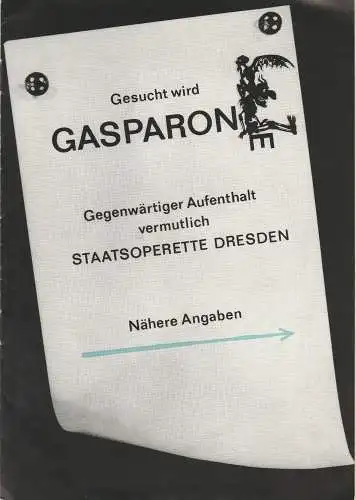 Gesucht wird
GASPARONE
Gegenwärtiger Aufenthalt
vermutlich
STAATSOPERETTE DRESDEN
Nähere Angaben